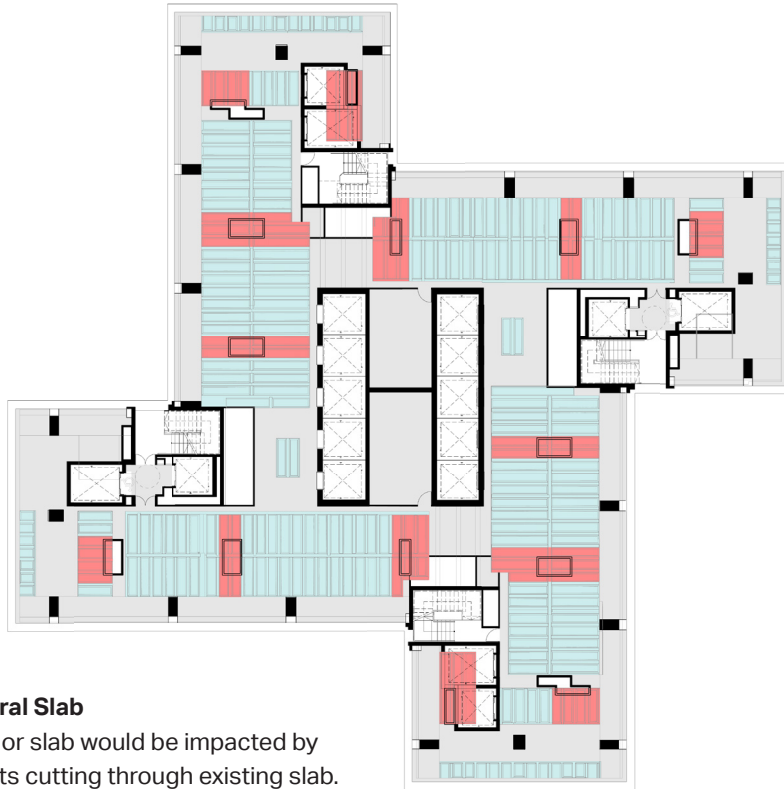 ral Slab
or slab would be impacted by
ts cutting through existing slab.